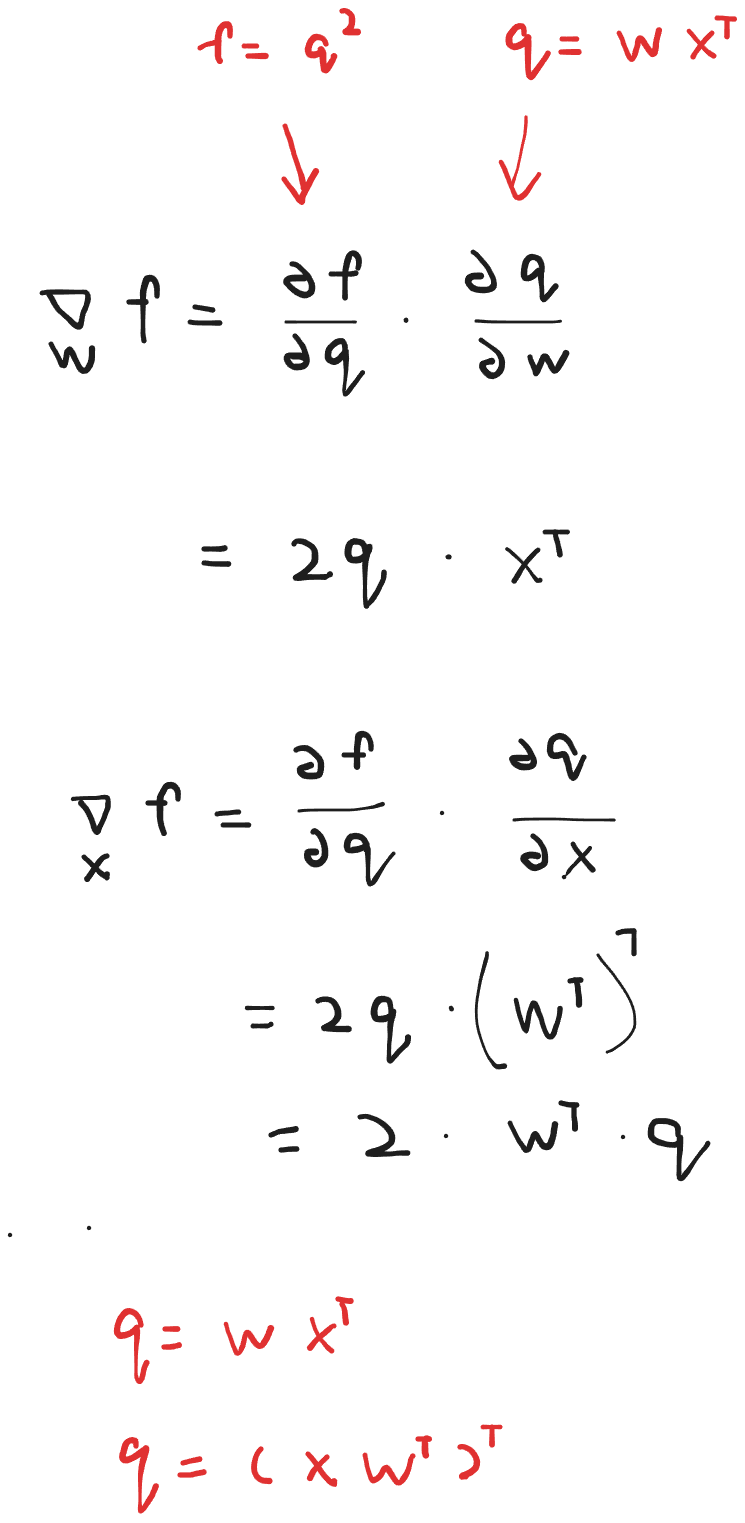 f = q² q = w xᵀ
∇_w f = ∂f/∂q · ∂q/∂w
= 2q · xᵀ
∇_x f = ∂f/∂q · ∂q/∂x
= 2q · (wᵀ)ᵀ
= 2 · wᵀ · q
q = w xᵀ
q = (x wᵀ)ᵀ